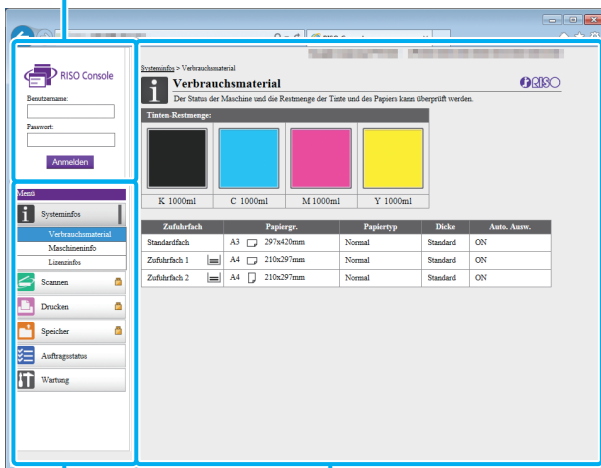 RISO Console
Benutzername:
Passwort:
Anmelden
Menü
Systeminfos
Verbrauchsmaterial
Maschineninfo
Lizenzinfos
Scannen
Drucken
Speicher
Auftragsstatus
Wartung
Systeminfos > Verbrauchsmaterial
Verbrauchsmaterial
RISO
Der Status der Maschine und die Restmenge der Tinte und des Papiers kann überprüft werden.
Tinten-Restmenge:
K 1000ml C 1000ml M 1000ml Y 1000ml
Zufuhrfach Papiergr. Papiertyp Dicke Auto. Ausw.
Standardfach A3 297x420mm Normal Standard ON
Zufuhrfach 1 A4 210x297mm Normal Standard ON
Zufuhrfach 2 A4 210x297mm Normal Standard ON